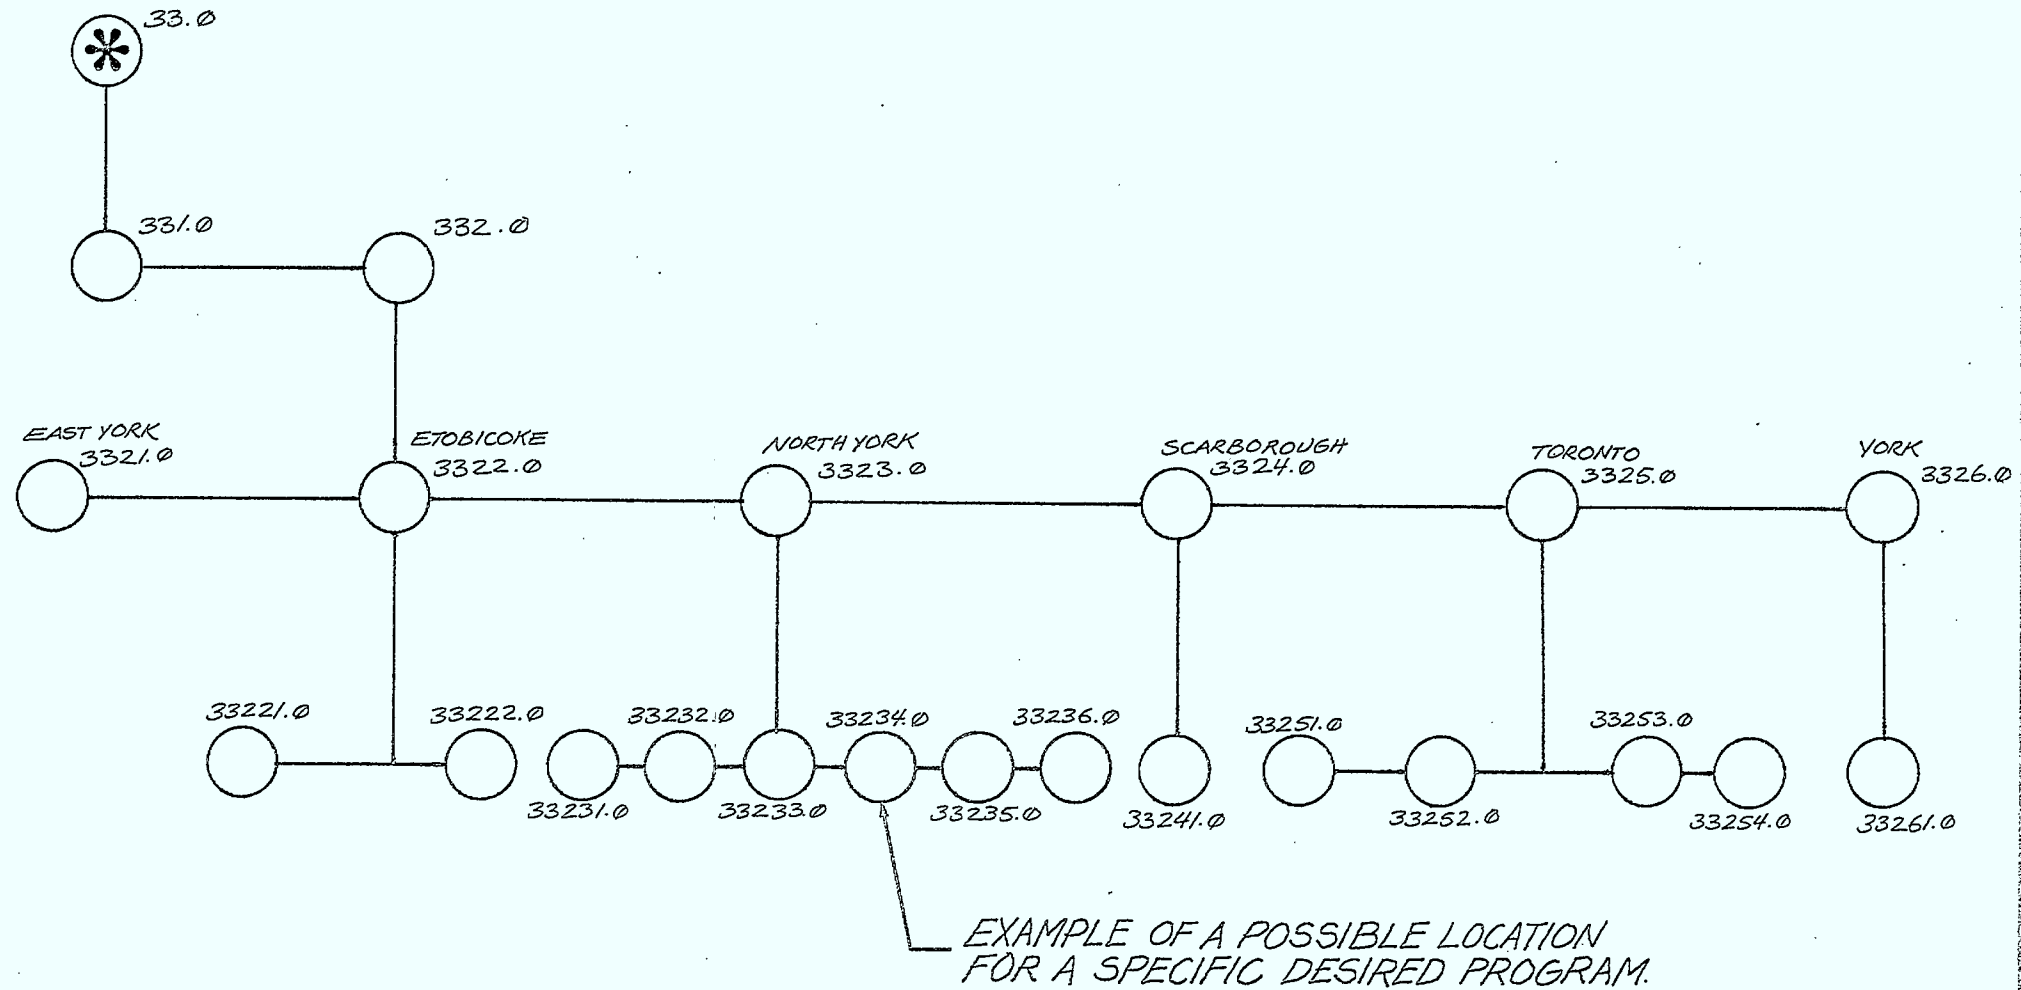 33.0
331.0
332.0
EAST YORK
3321.0
ETOBICOKE
3322.0
NORTH YORK
3323.0
SCARBOROUGH
3324.0
TORONTO
3325.0
YORK
3326.0
33221.0
33222.0
33231.0
33232.0
33233.0
33234.0
33235.0
33236.0
33241.0
33251.0
33252.0
33253.0
33254.0
33261.0
EXAMPLE OF A POSSIBLE LOCATION
FOR A SPECIFIC DESIRED PROGRAM.